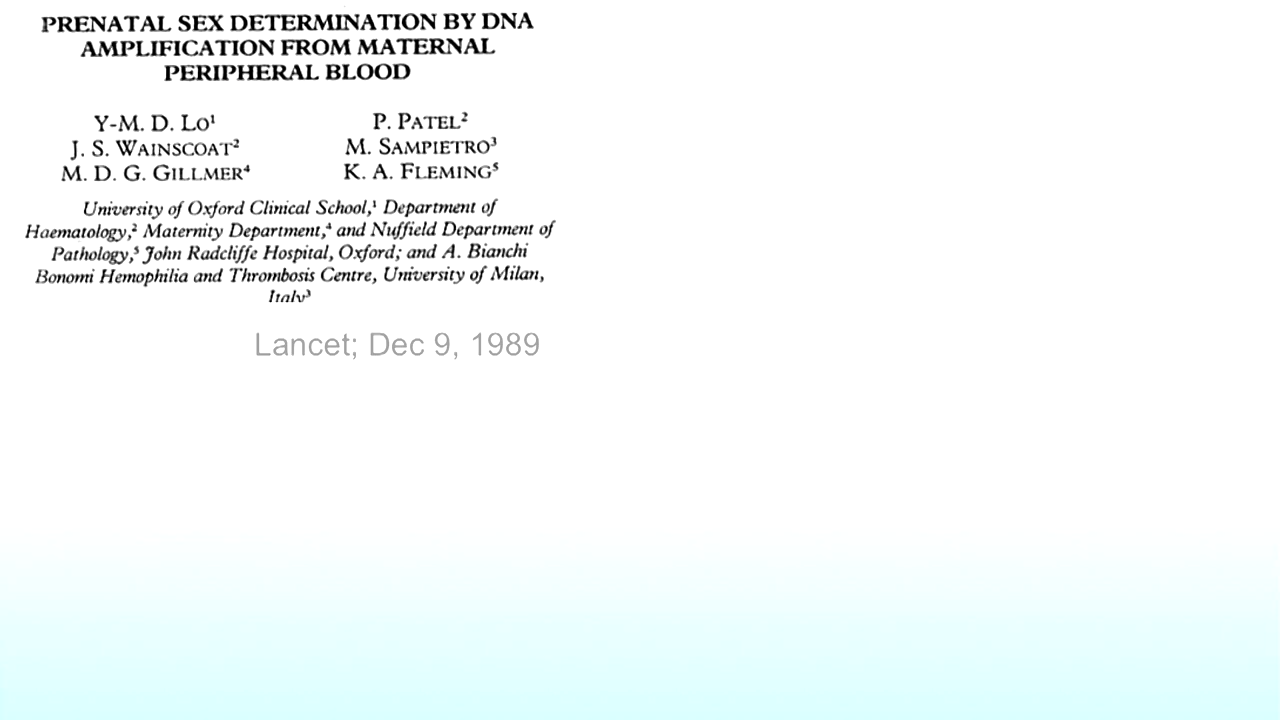 PRENATAL SEX DETERMINATION BY DNA
AMPLIFICATION FROM MATERNAL
PERIPHERAL BLOOD
Y-M. D. LO¹ P. PATEL²
J. S. WAINSCOAT² M. SAMPIETRO³
M. D. G. GILLMER⁴ K. A. FLEMING⁵
University of Oxford Clinical School,¹ Department of
Haematology,² Maternity Department,⁴ and Nuffield Department of
Pathology,⁵ John Radcliffe Hospital, Oxford; and A. Bianchi
Bonomi Hemophilia and Thrombosis Centre, University of Milan,
Italy³
Lancet; Dec 9, 1989